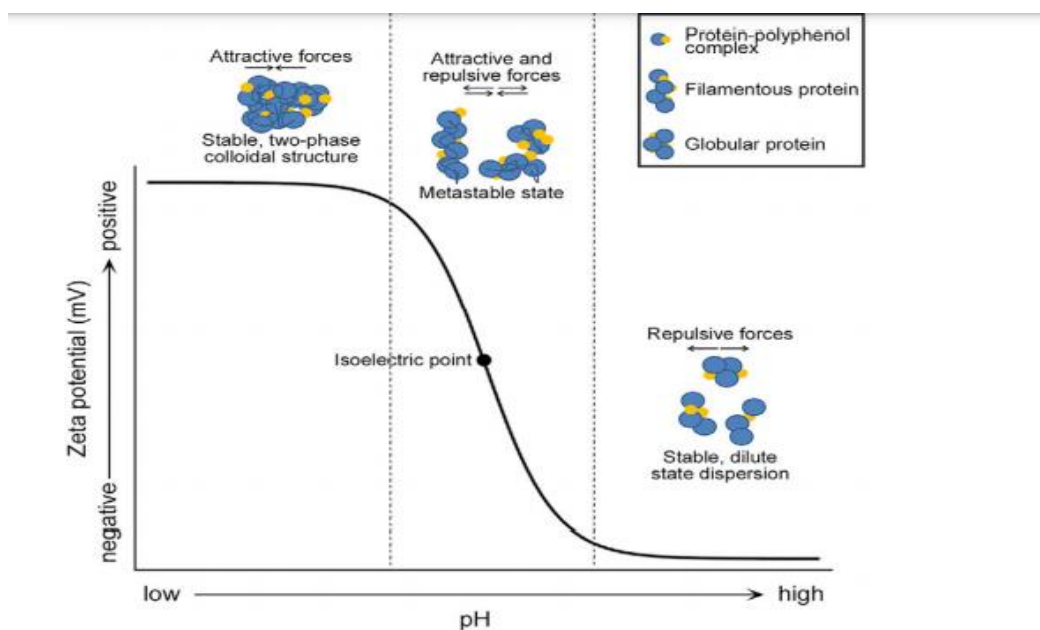 Attractive forces
Stable, two-phase
colloidal structure
Attractive and
repulsive forces
Metastable state
Protein-polyphenol
complex
Filamentous protein
Globular protein
Zeta potential (mV)
negative
positive
Isoelectric point
Repulsive forces
Stable, dilute
state dispersion
low
high
pH